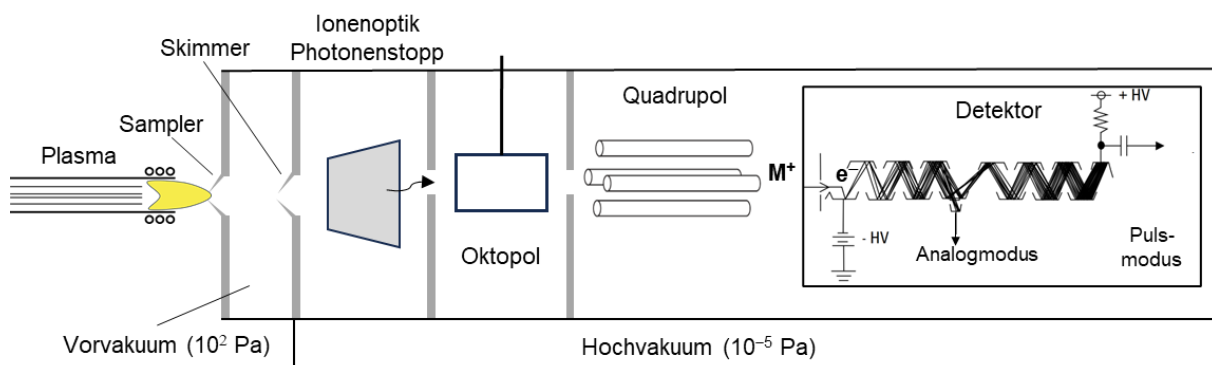 Ionenoptik
Photonenstopp
Skimmer
Sampler
Plasma
Oktopol
Quadrupol
M⁺
Detektor
+ HV
e⁻
- HV
Analogmodus
Puls-
modus
Vorvakuum (10² Pa)
Hochvakuum (10⁻⁵ Pa)